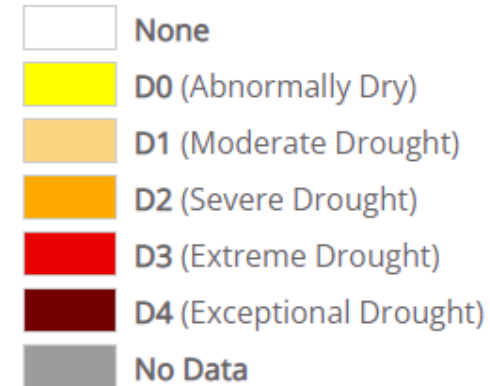 None
D0 (Abnormally Dry)
D1 (Moderate Drought)
D2 (Severe Drought)
D3 (Extreme Drought)
D4 (Exceptional Drought)
No Data